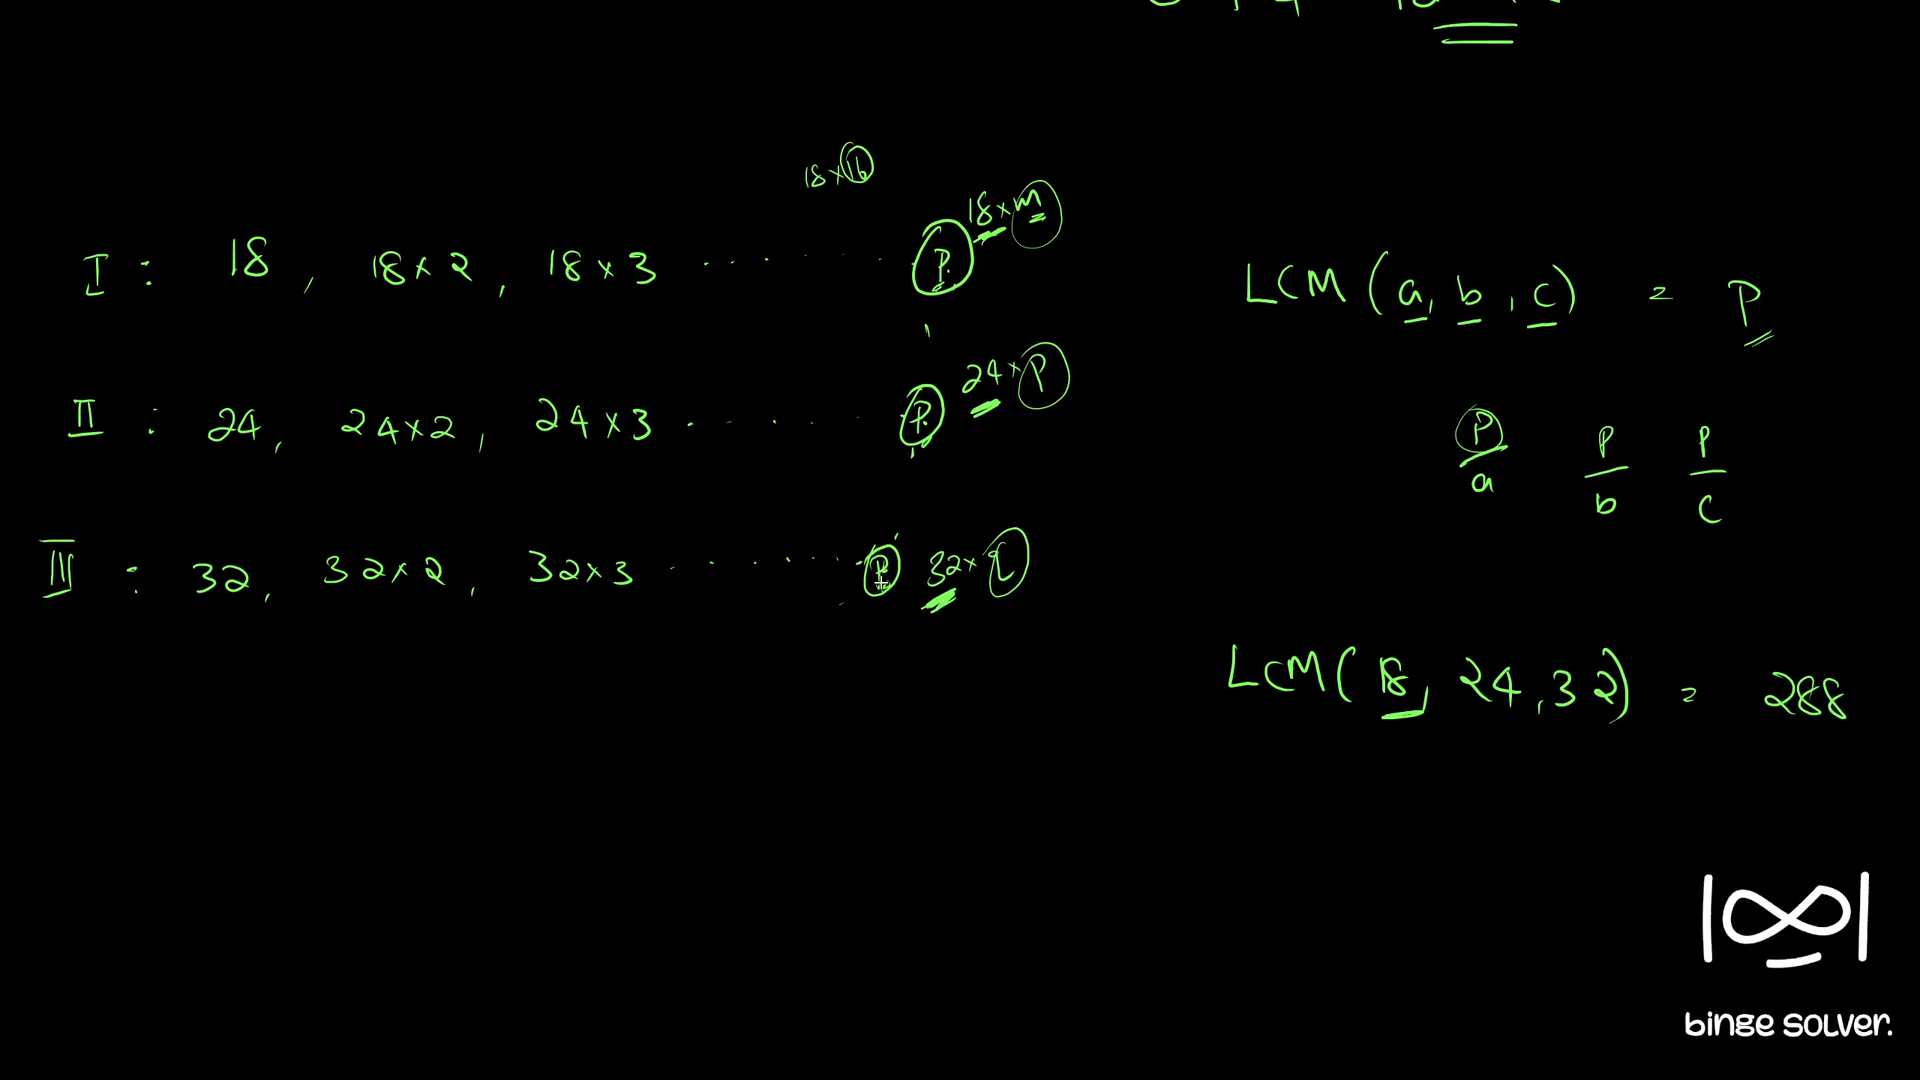 18×16
18×m
I : 18, 18×2, 18×3 ........ P.
LCM (a, b, c) = P
24×P
II : 24, 24×2, 24×3 ........ P.
P/a P/b P/c
III : 32, 32×2, 32×3 ........ P 32×q
LCM (18, 24, 32) = 288
binge solver.